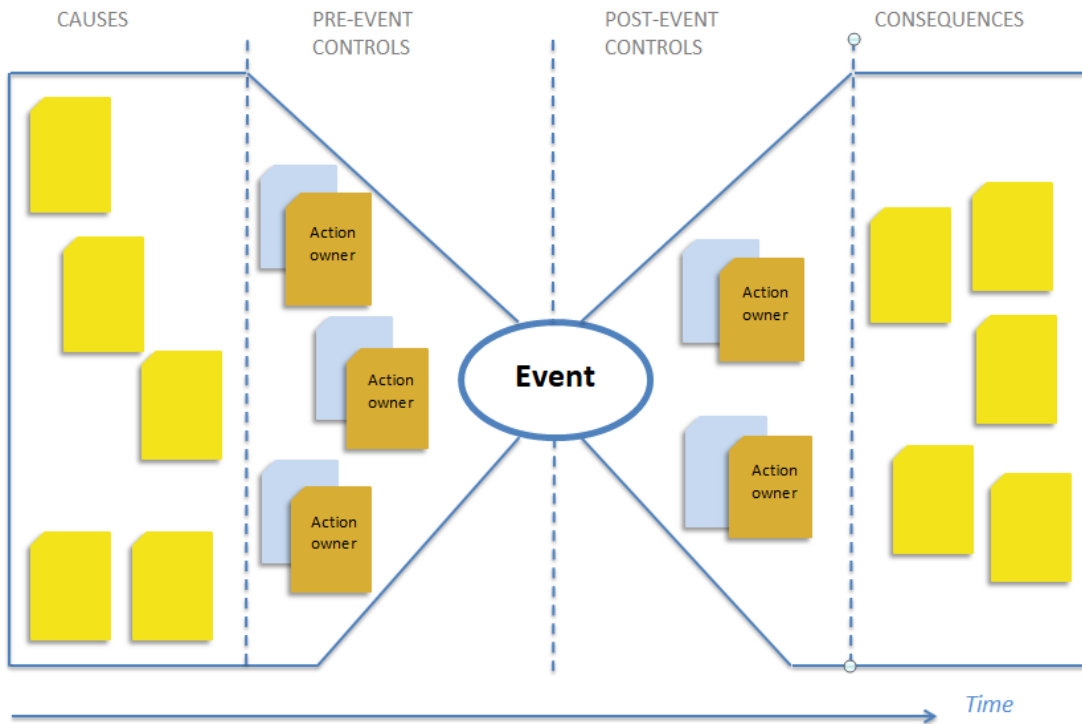 CAUSES
PRE-EVENT
CONTROLS
POST-EVENT
CONTROLS
CONSEQUENCES
Action
owner
Action
owner
Action
owner
Event
Action
owner
Action
owner
Time